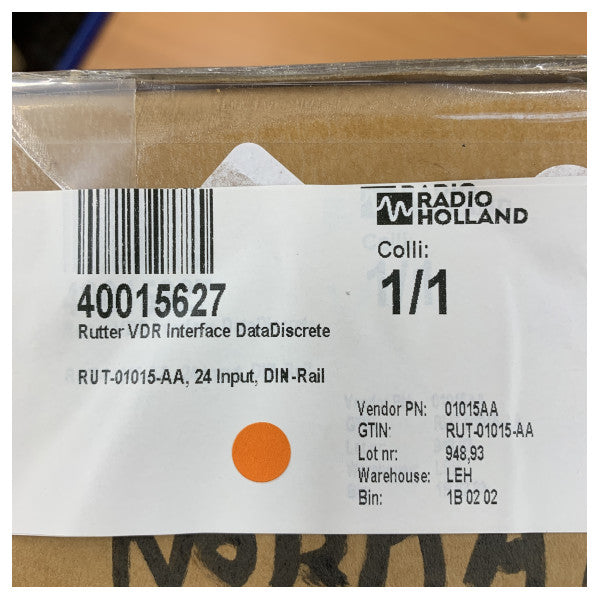 RADIO
HOLLAND
Colli:
1/1
40015627
Rutter VDR Interface DataDiscrete
RUT-01015-AA, 24 Input, DIN-Rail
Vendor PN: 01015AA
GTIN: RUT-01015-AA
Lot nr: 948,93
Warehouse: LEH
Bin: 1B 02 02